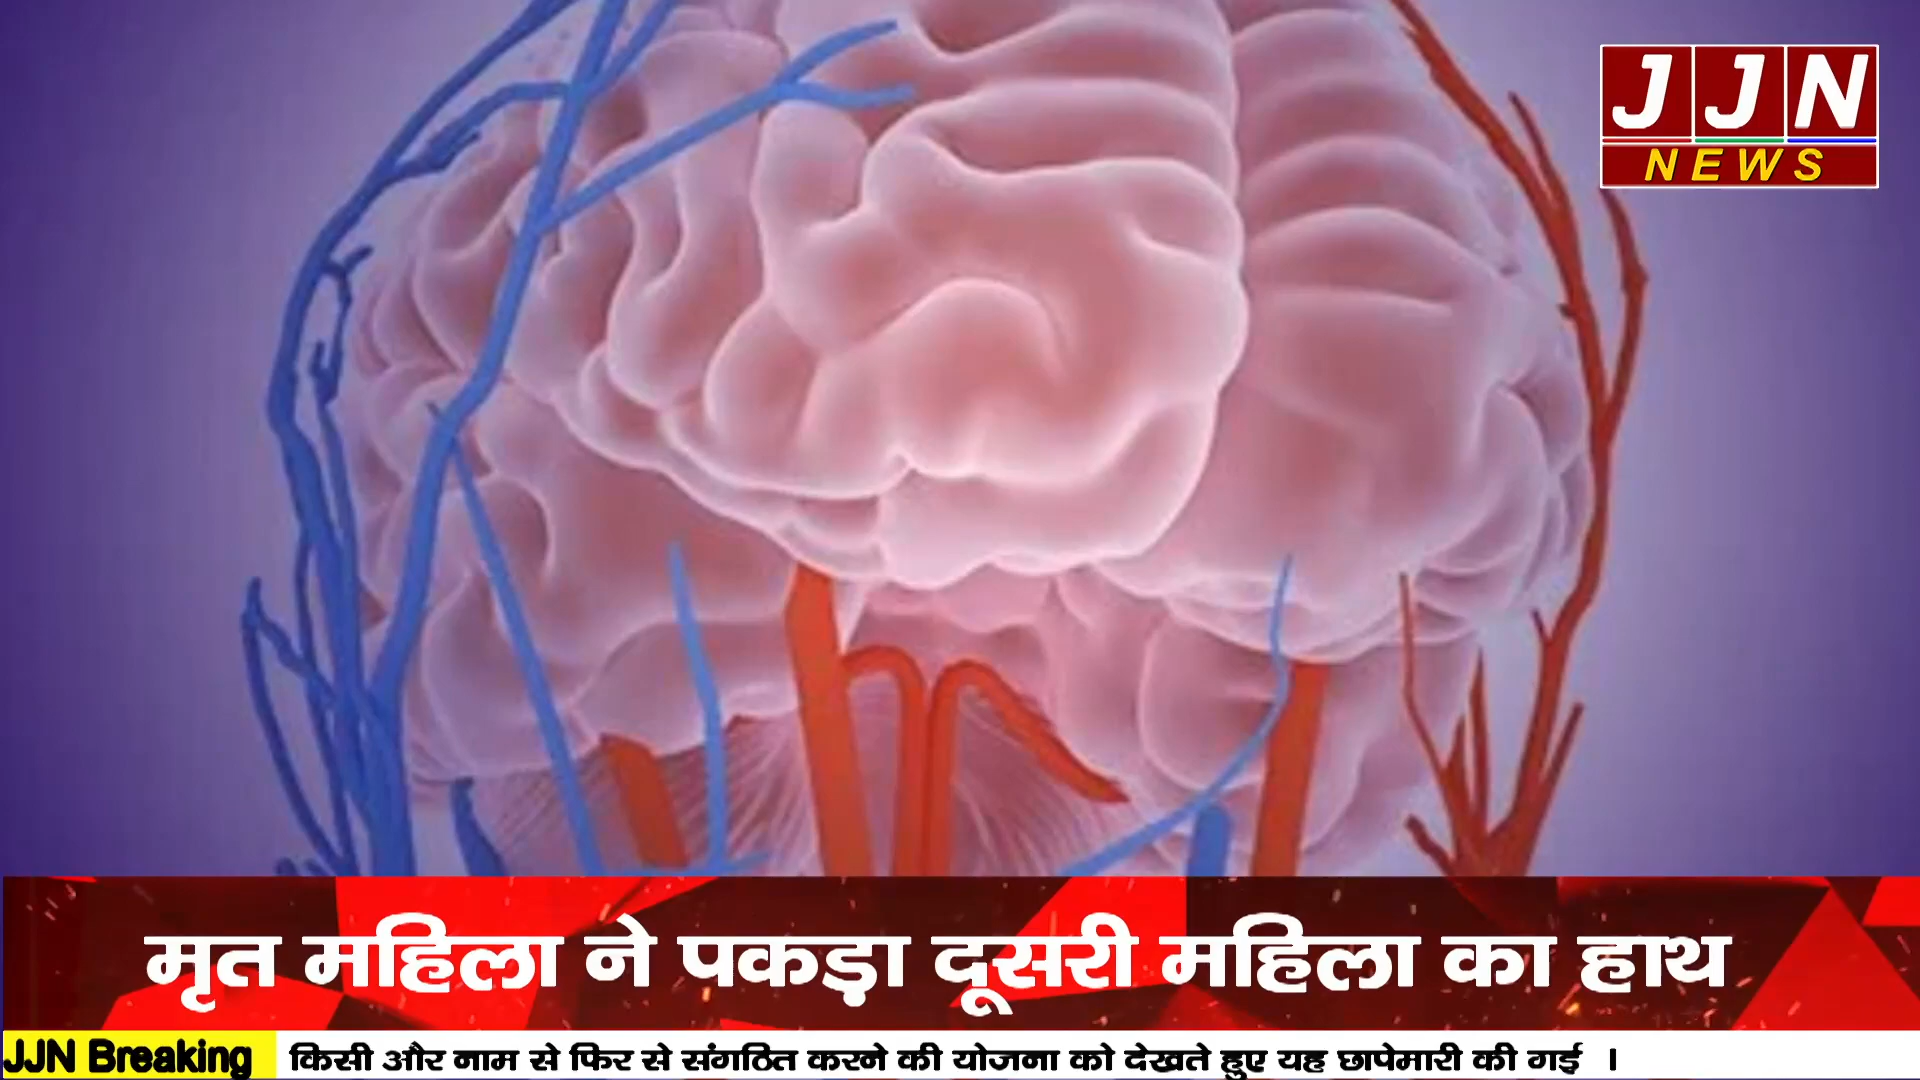 JJN
NEWS
मृत महिला ने पकड़ा दूसरी महिला का हाथ
JJN Breaking
किसी और नाम से फिर से संगठित करने की योजना को देखते हुए यह छापेमारी की गई ।